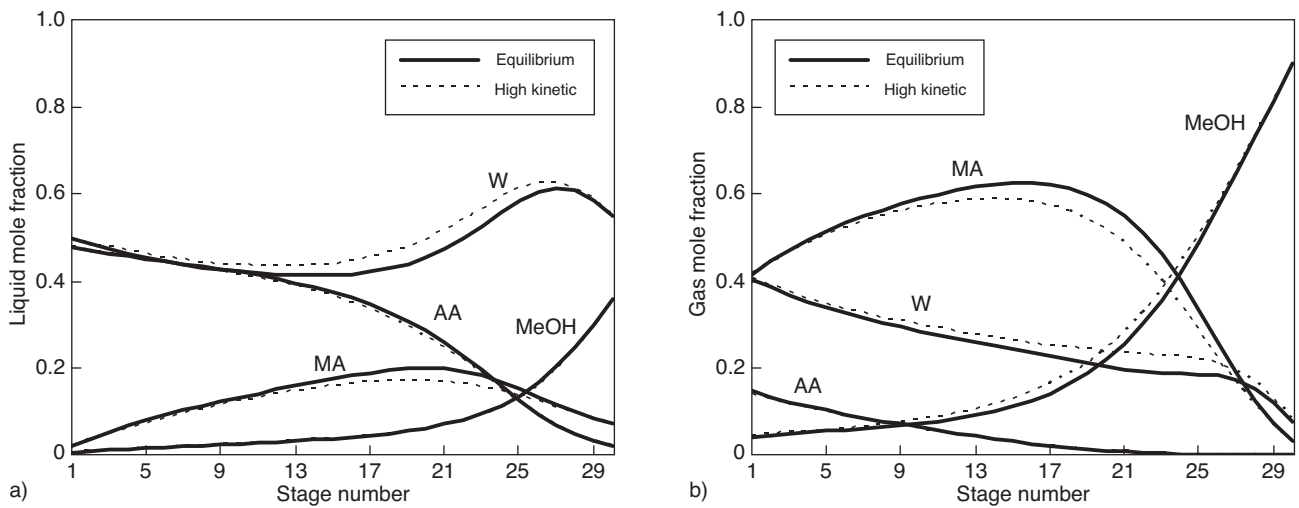 1.0
0.8
0.6
0.4
0.2
0
Liquid mole fraction
Equilibrium
High kinetic
W
AA
MeOH
MA
1 5 9 13 17 21 25 29
Stage number
a)
1.0
0.8
0.6
0.4
0.2
0
Gas mole fraction
Equilibrium
High kinetic
MeOH
MA
W
AA
1 5 9 13 17 21 25 29
Stage number
b)